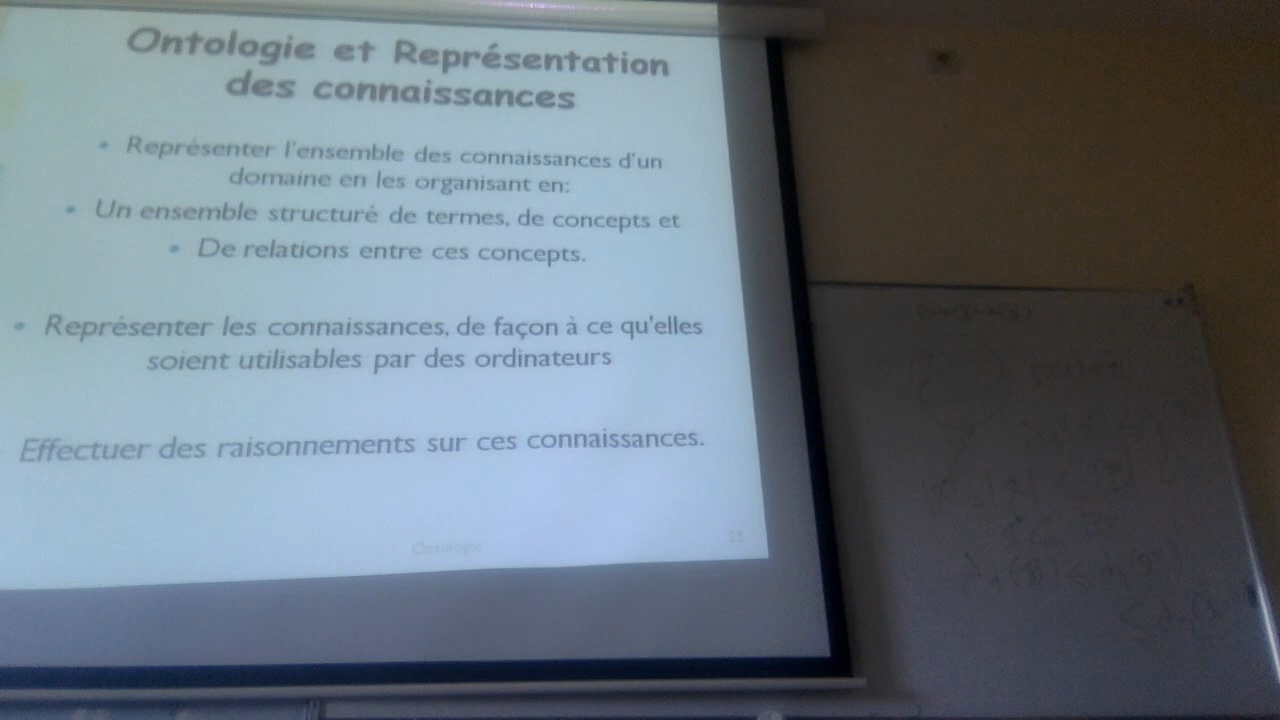 Ontologie et Représentation
des connaissances
• Représenter l'ensemble des connaissances d'un
domaine en les organisant en:
• Un ensemble structuré de termes, de concepts et
• De relations entre ces concepts.
• Représenter les connaissances, de façon à ce qu'elles
soient utilisables par des ordinateurs
Effectuer des raisonnements sur ces connaissances.
Ontologie